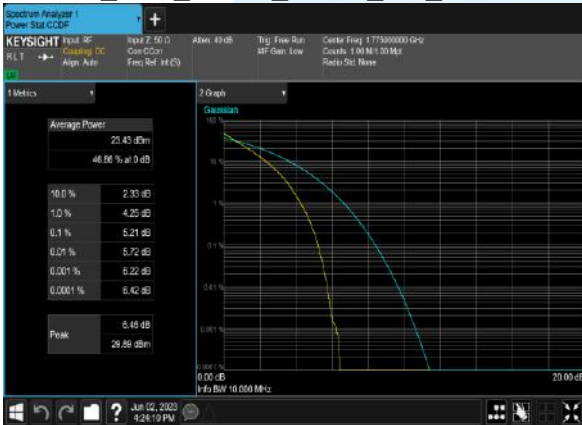 Spectrum Analyzer 1
Power Stat CCDF
+
KEYSIGHT Input: RF Input Z: 50 Ω Atten: 40 dB Trig: Free Run Center Freq: 1.775000000 GHz
RLT Coupling: DC Corr CCorr #IF Gain: Low Counts: 1.00 M/1.00 Mpt
Align: Auto Freq Ref: Int (S) Radio Std: None
1 Metrics
2 Graph
Average Power
23.43 dBm
46.86 % at 0 dB
10.0 % 2.33 dB
1.0 % 4.25 dB
0.1 % 5.21 dB
0.01 % 5.72 dB
0.001 % 6.22 dB
0.0001 % 6.42 dB
Peak
6.46 dB
29.89 dBm
Gaussian
100 %
10 %
1 %
0.1 %
0.01 %
0.001 %
0.0001 %
0.00 dB 20.00 dB
Info BW 10.000 MHz
? Jun 02, 2023
4:24:10 PM